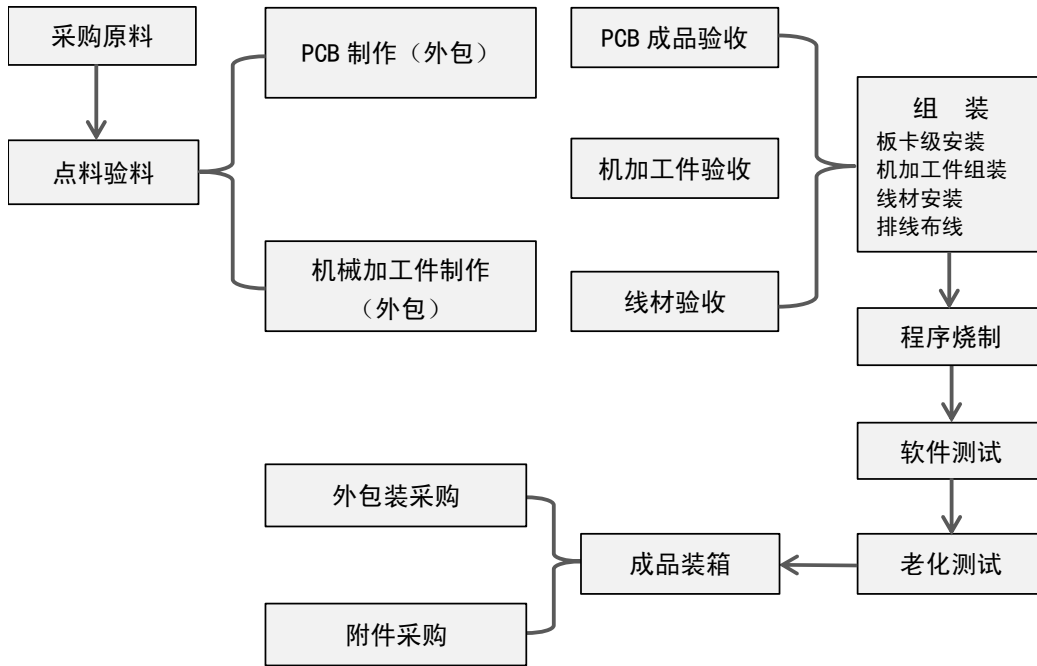 采购原料
点料验料
PCB 制作（外包）
机械加工件制作
（外包）
PCB 成品验收
机加工件验收
线材验收
组 装
板卡级安装
机加工件组装
线材安装
排线布线
程序烧制
软件测试
老化测试
成品装箱
外包装采购
附件采购